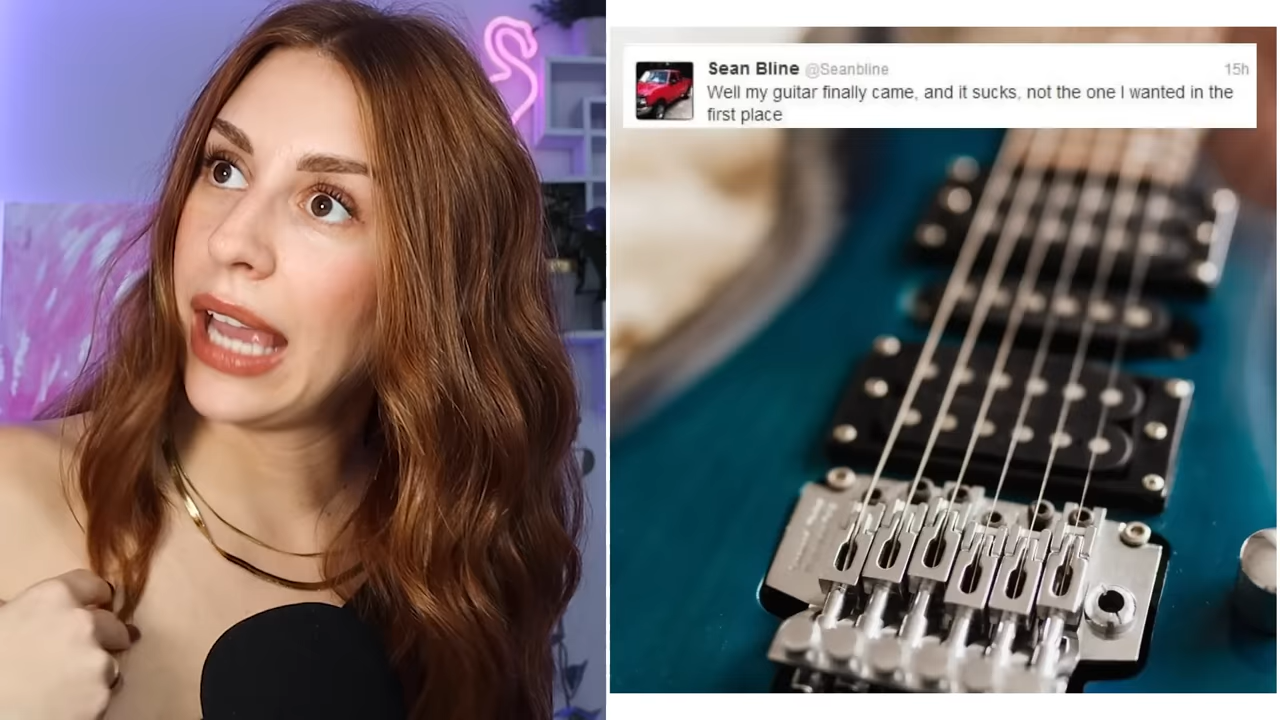 Sean Bline @Seanbline 15h
Well my guitar finally came, and it sucks, not the one I wanted in the
first place